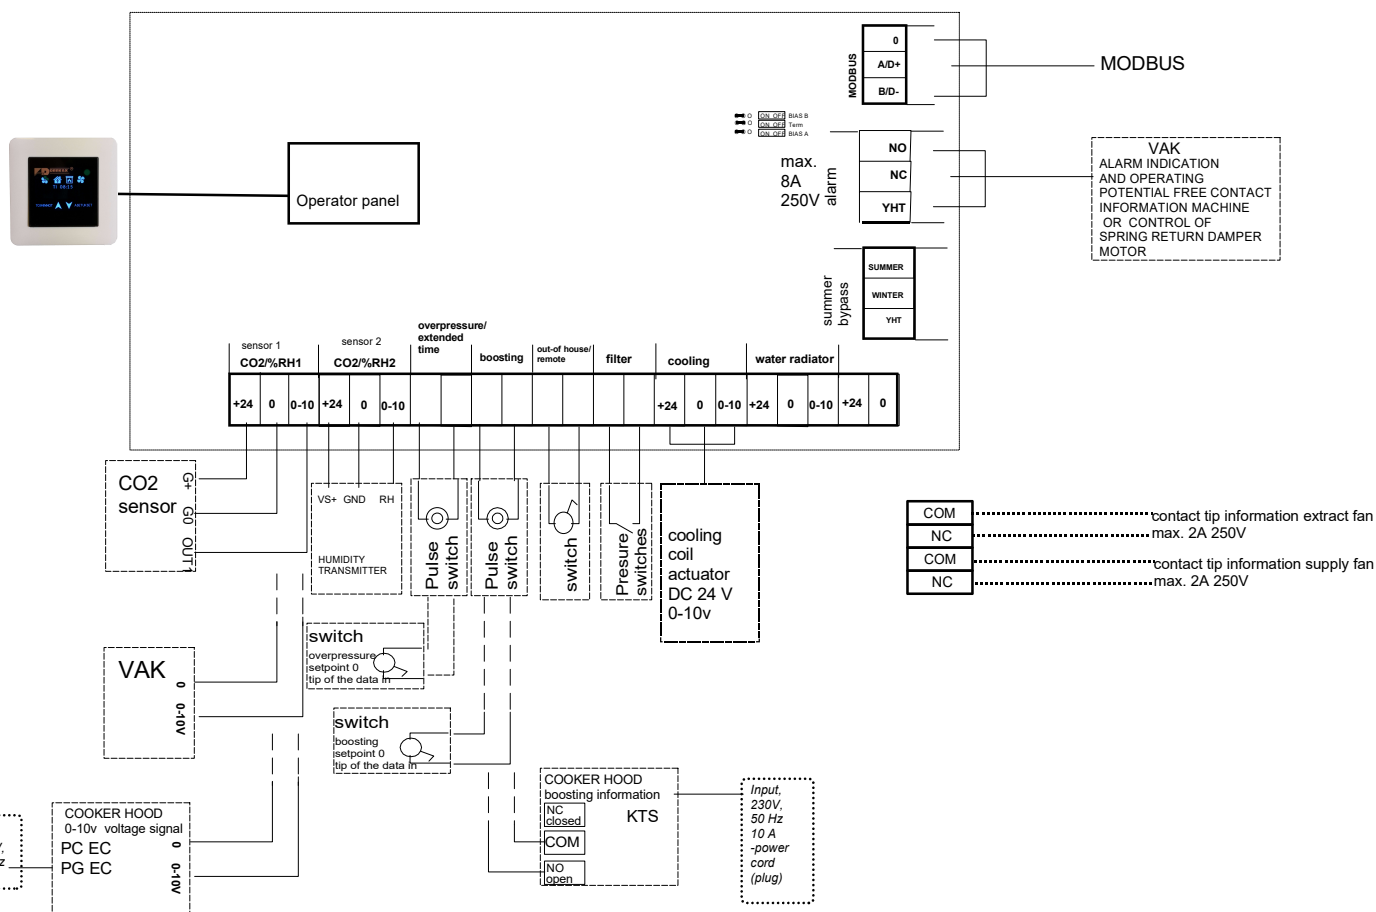 0
A/D+
B/D-
MODBUS
MODBUS
ON OFF BIAS B
ON OFF Term
ON OFF BIAS A
max.
8A
250V
alarm
NO
NC
YHT
VAK
ALARM INDICATION
AND OPERATING
POTENTIAL FREE CONTACT
INFORMATION MACHINE
OR CONTROL OF
SPRING RETURN DAMPER
MOTOR
Operator panel
summer
bypass
SUMMER
WINTER
YHT
sensor 1
CO2/%RH1
sensor 2
CO2/%RH2
overpressure/
extended
time
boosting
out-of house/
remote
filter
cooling
water radiator
+24 0 0-10 +24 0 0-10 +24 0 0-10 +24 0 0-10 +24 0
CO2
sensor
G+
G0
OUT1
VS+ GND RH
HUMIDITY
TRANSMITTER
Pulse
switch
Pulse
switch
switch
Presure
switches
cooling
coil
actuator
DC 24 V
0-10v
COM
NC
COM
NC
contact tip information extract fan
max. 2A 250V
contact tip information supply fan
max. 2A 250V
switch
overpressure
setpoint 0
tip of the data in
VAK
0
0-10V
switch
boosting
setpoint 0
tip of the data in
COOKER HOOD
boosting information
NC
closed
KTS
COM
NO
open
Input,
230V,
50 Hz
10 A
-power
cord
(plug)
COOKER HOOD
0-10v voltage signal
PC EC
PG EC
0
0-10V